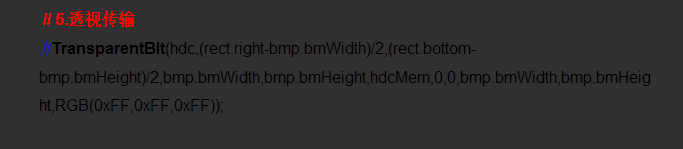 // 5.透视传输
//TransparentBlt(hdc,(rect.right-bmp.bmWidth)/2,(rect.bottom-
bmp.bmHeight)/2,bmp.bmWidth,bmp.bmHeight,hdcMem,0,0,bmp.bmWidth,bmp.bmHeig
ht,RGB(0xFF,0xFF,0xFF));